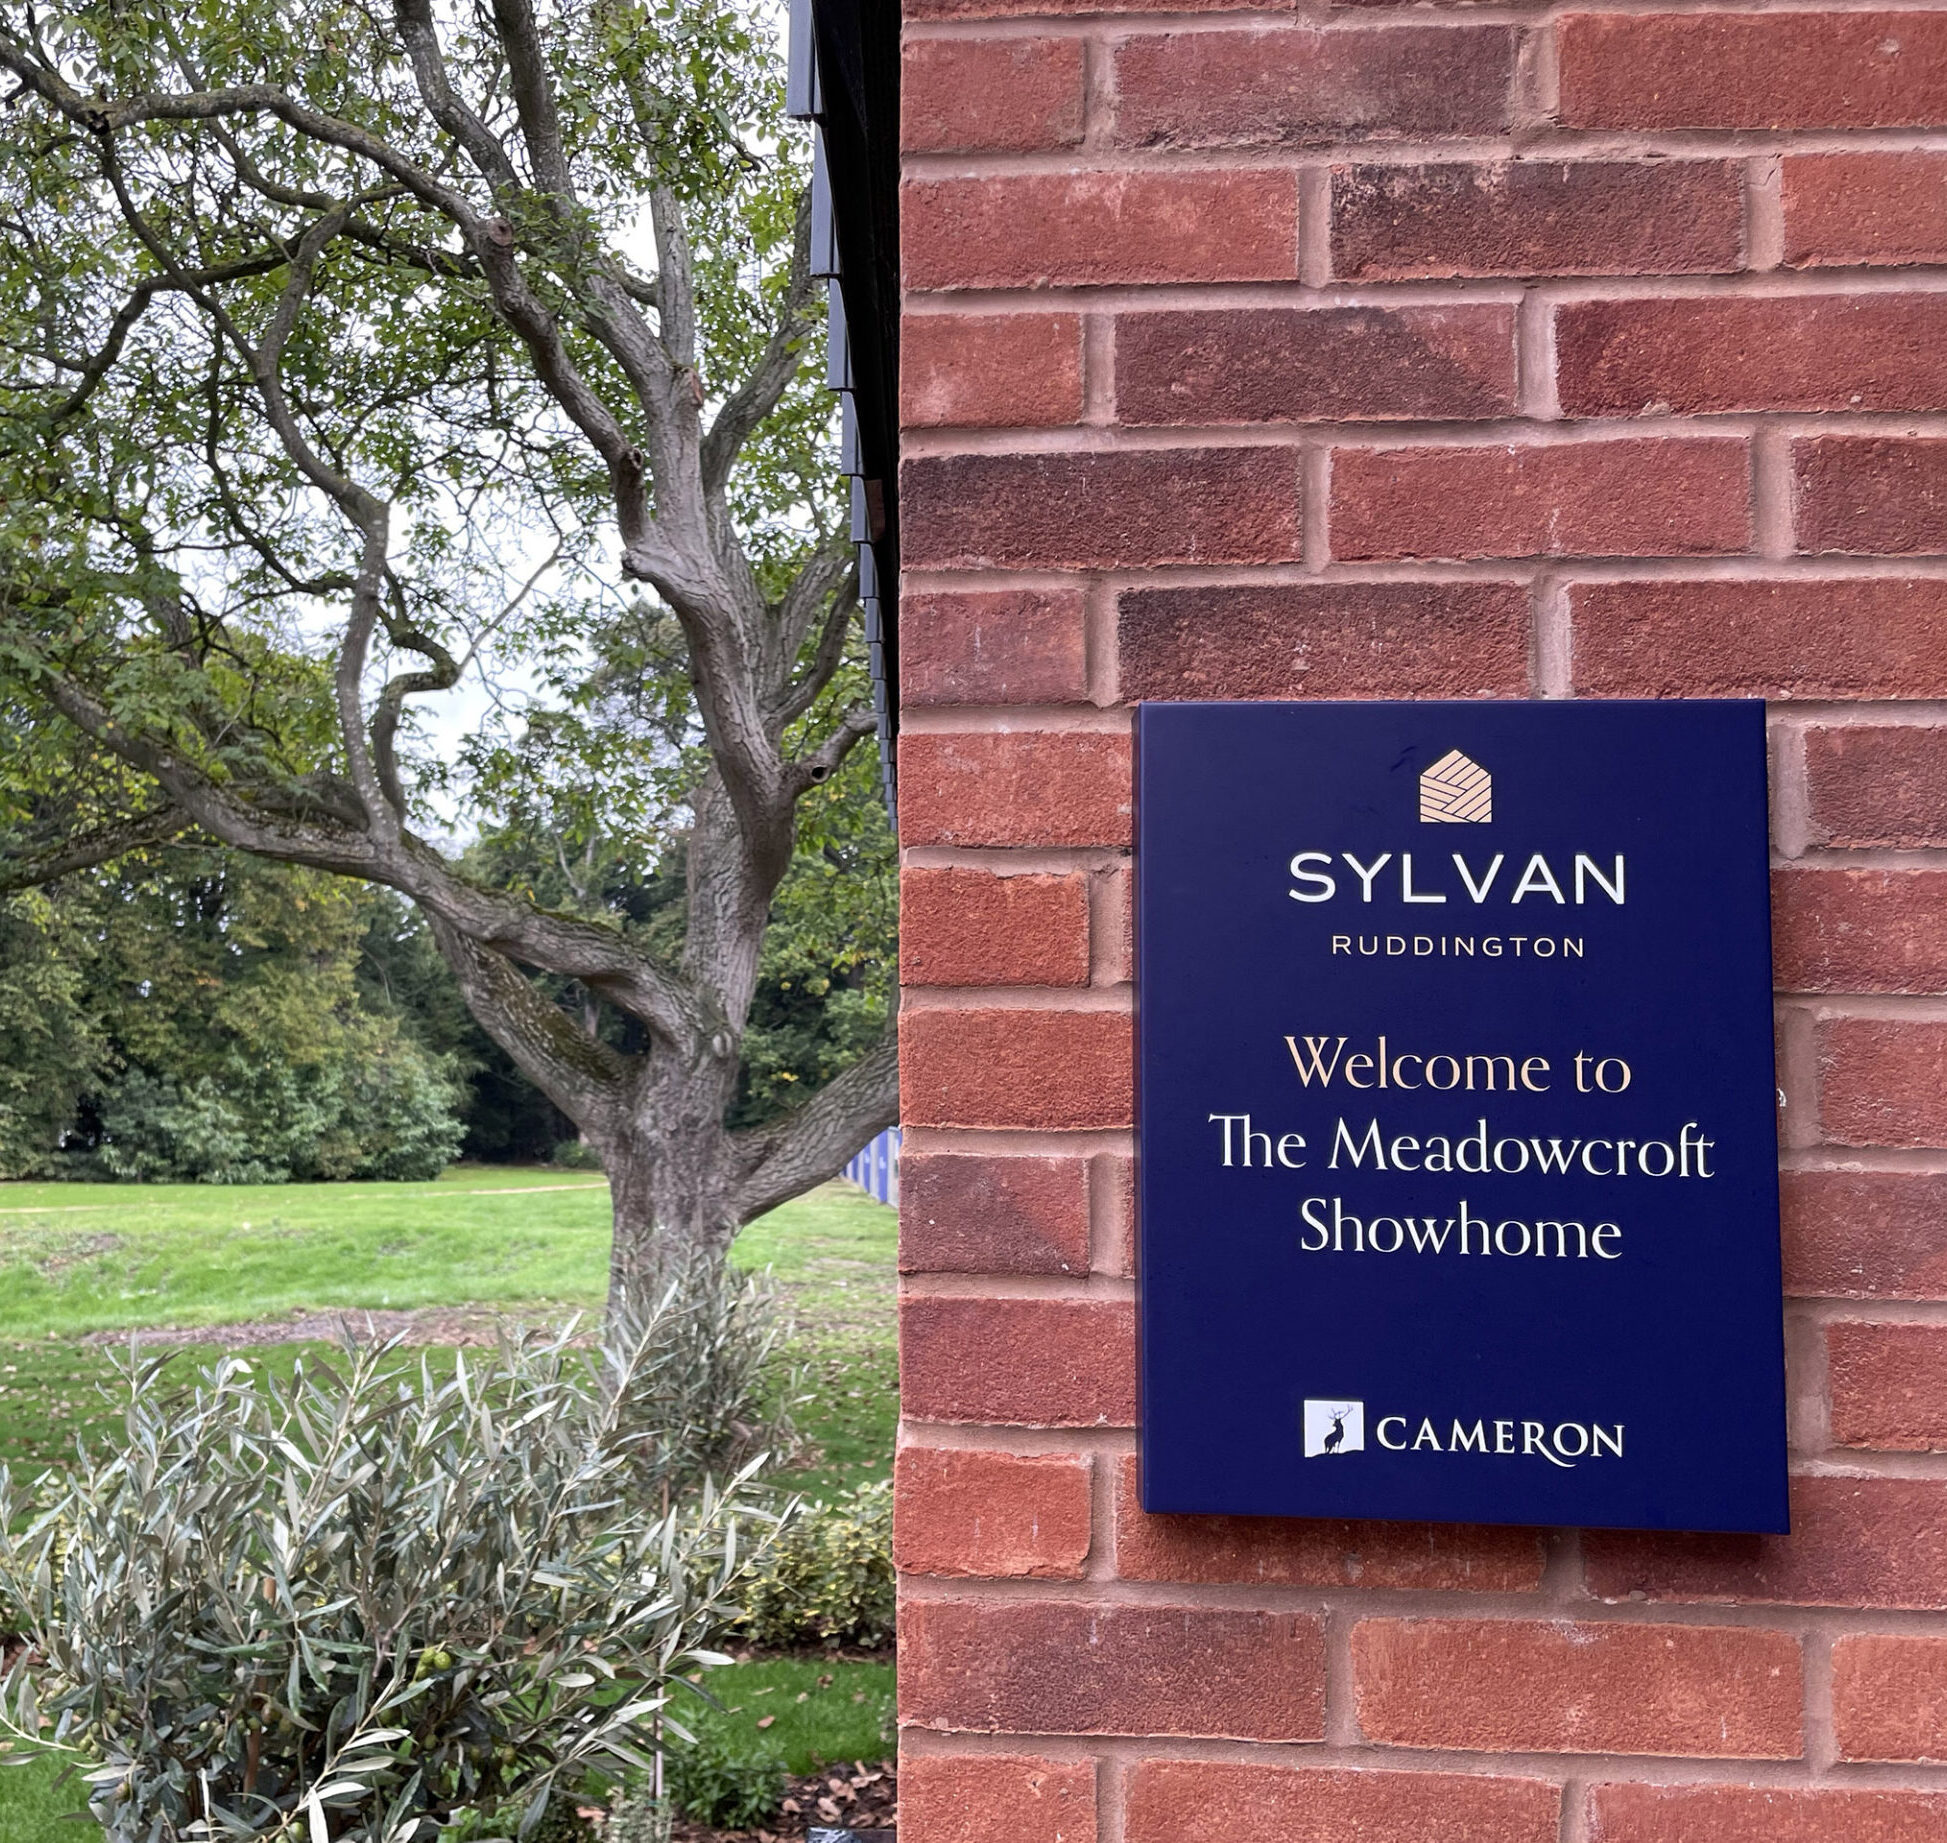 SYLVAN
RUDDINGTON
Welcome to
The Meadowcroft
Showhome
CAMERON